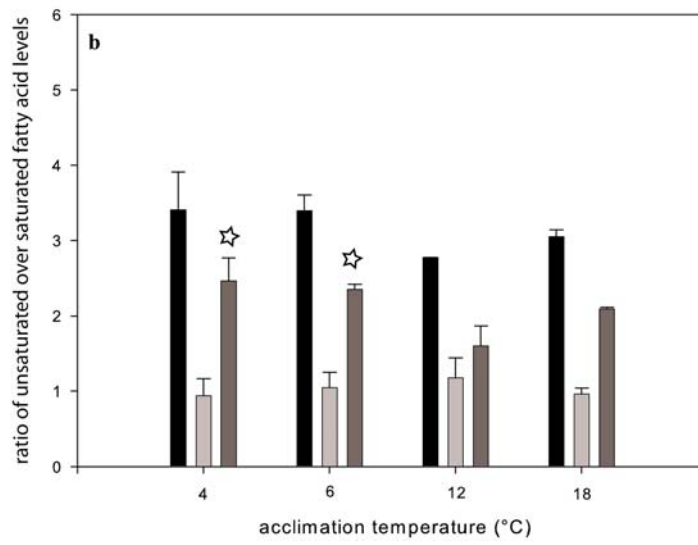 b
ratio of unsaturated over saturated fatty acid levels
6
5
4
3
2
1
0
4 6 12 18
acclimation temperature (°C)